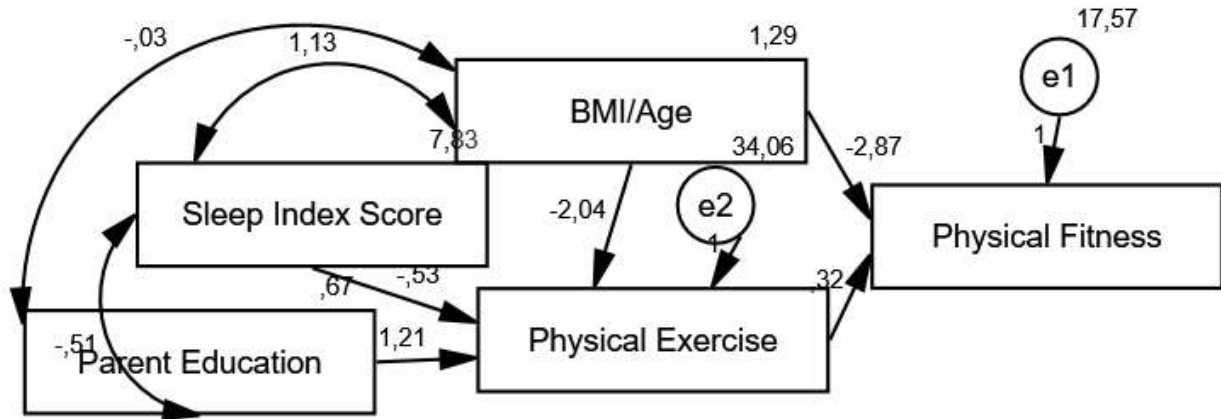 17,57
-,03
1,13
1,29
e1
BMI/Age
7,83
34,06
1
-2,87
Sleep Index Score
-2,04
e2
Physical Fitness
1
-,53
,67
,32
1,21
Physical Exercise
-,51
Parent Education